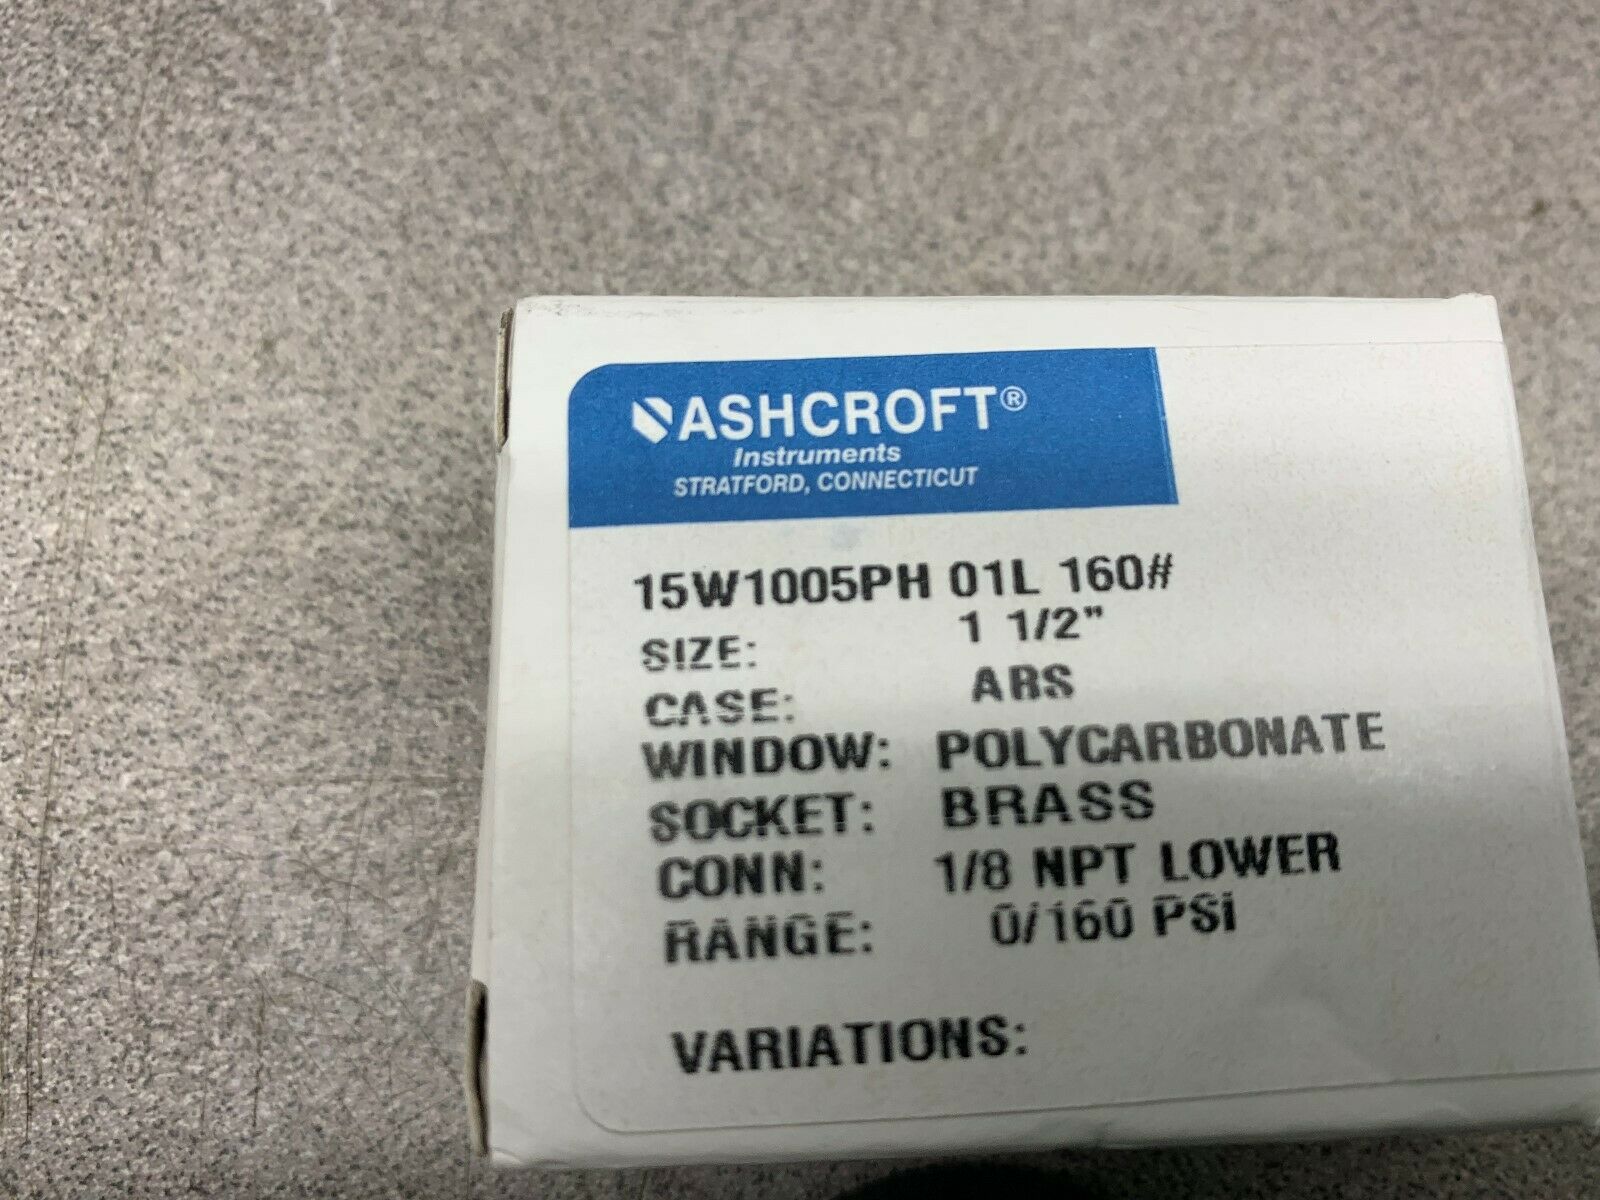 ASHCROFT®
Instruments
STRATFORD, CONNECTICUT
15W1005PH 01L 160#
SIZE: 1 1/2"
CASE: ABS
WINDOW: POLYCARBONATE
SOCKET: BRASS
CONN: 1/8 NPT LOWER
RANGE: 0/160 PSI
VARIATIONS: